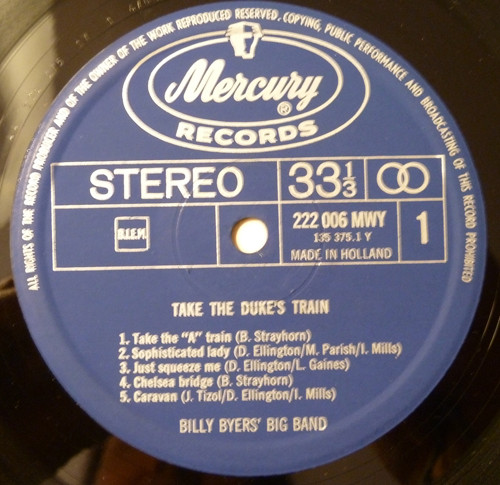 ALL RIGHTS OF THE RECORD PRODUCER AND OF THE OWNER OF THE WORK REPRODUCED RESERVED. COPYING, PUBLIC PERFORMANCE AND BROADCASTING OF THIS RECORD PROHIBITED
Mercury ®
RECORDS
STEREO 33 1/3
B.I.E.M. 222 006 MWY 1
135 375.1 Y
MADE IN HOLLAND
TAKE THE DUKE'S TRAIN
1. Take the "A" train (B. Strayhorn)
2. Sophisticated lady (D. Ellington/M. Parish/I. Mills)
3. Just squeeze me (D. Ellington/L. Gaines)
4. Chelsea bridge (B. Strayhorn)
5. Caravan (J. Tizol/D. Ellington/I. Mills)
BILLY BYERS' BIG BAND